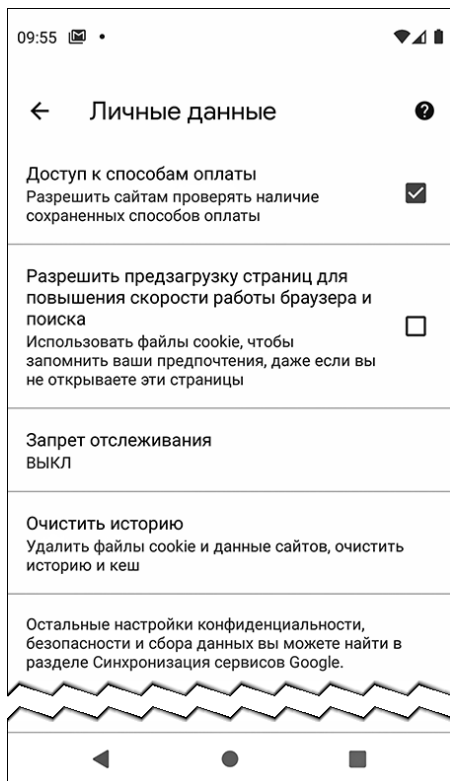 09:55
Личные данные
Доступ к способам оплаты
Разрешить сайтам проверять наличие
сохраненных способов оплаты
Разрешить предзагрузку страниц для
повышения скорости работы браузера и
поиска
Использовать файлы cookie, чтобы
запомнить ваши предпочтения, даже если вы
не открываете эти страницы
Запрет отслеживания
ВЫКЛ
Очистить историю
Удалить файлы cookie и данные сайтов, очистить
историю и кеш
Остальные настройки конфиденциальности,
безопасности и сбора данных вы можете найти в
разделе Синхронизация сервисов Google.